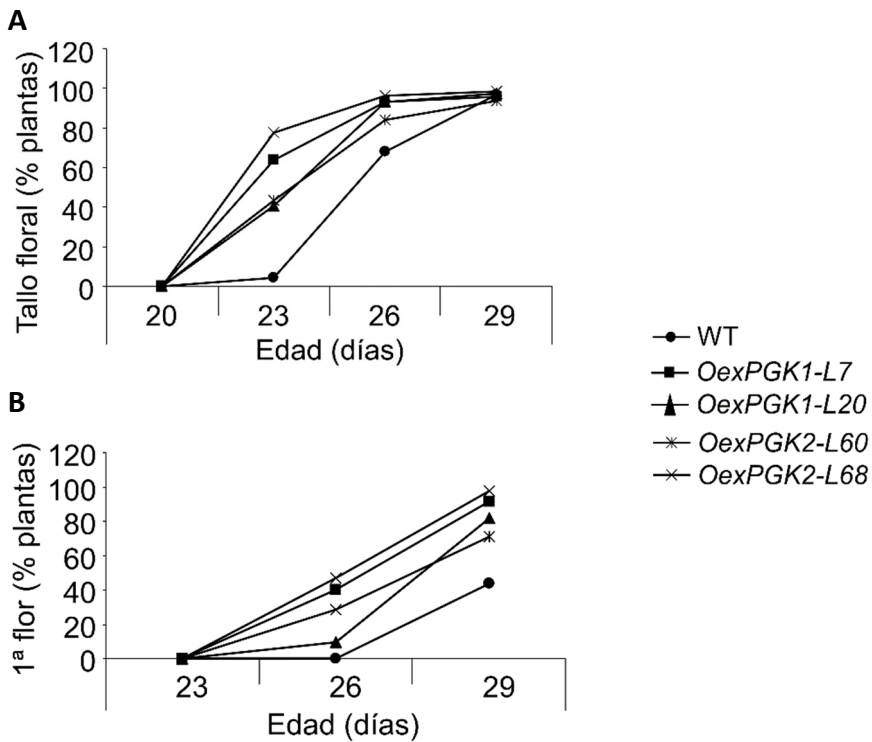 A
Tallo floral (% plantas)
120
100
80
60
40
20
0
20 23 26 29
Edad (días)
WT
OexPGK1-L7
OexPGK1-L20
OexPGK2-L60
OexPGK2-L68
B
1ª flor (% plantas)
120
100
80
60
40
20
0
23 26 29
Edad (días)